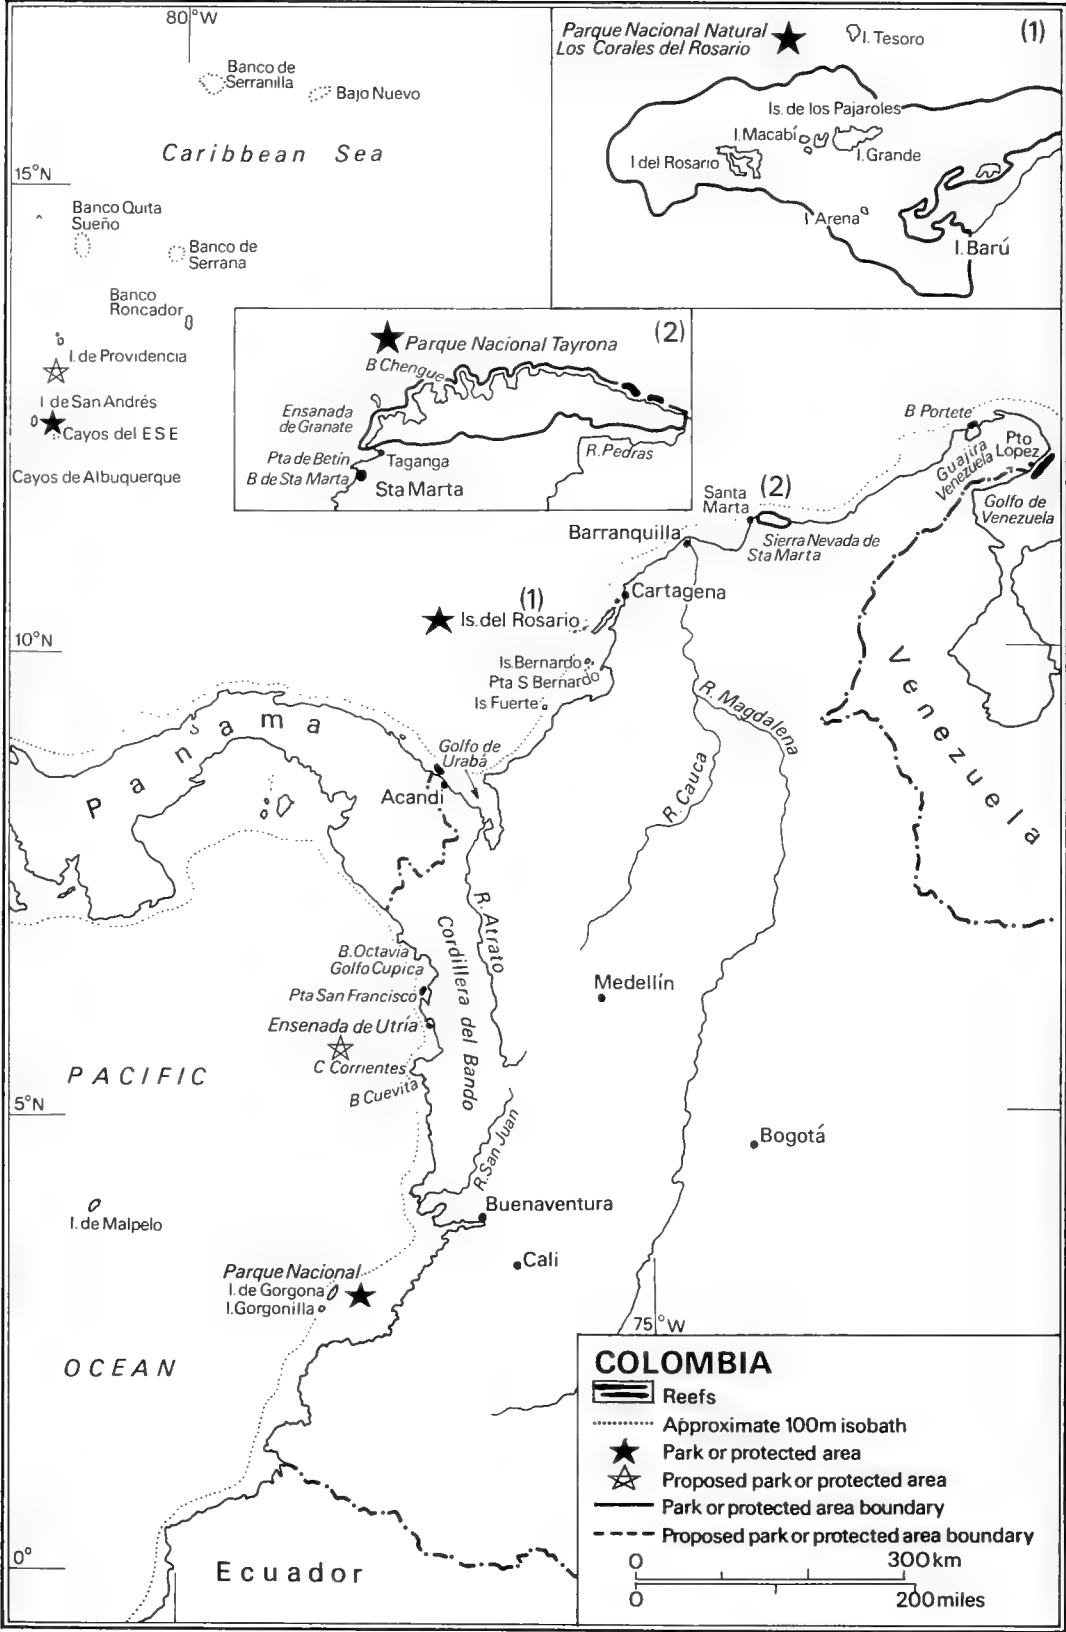 80°W
Banco de
Serranilla
Bajo Nuevo
Caribbean Sea
15°N
Banco Quita
Sueño
Banco de
Serrana
Banco
Roncador
I. de Providencia
I de San Andrés
Cayos del ESE
Cayos de Albuquerque
Parque Nacional Natural
Los Corales del Rosario
I. Tesoro
(1)
Is. de los Pajaroles
I. Macabí
I. Grande
I del Rosario
I Arena
I. Barú
Parque Nacional Tayrona
(2)
B Chengue
Ensanada
de Granate
Pta de Betín
Taganga
B de Sta Marta
Sta Marta
R. Pedras
B Portete
Pto
Lopez
Guajira
Venezuela
Golfo de
Venezuela
Santa
Marta
(2)
Sierra Nevada de
Sta Marta
Barranquilla
Cartagena
(1)
Is. del Rosario
10°N
Is. Bernardo
Pta S Bernardo
Is Fuerte
Venezuela
R. Magdalena
Panama
Golfo de
Urabá
Acandi
R. Cauca
R. Atrato
Cordillera del Bando
B. Octavia
Golfo Cupica
Pta San Francisco
Medellín
Ensenada de Utría
C Corrientes
B Cuevita
PACIFIC
5°N
R. San Juan
Bogotá
I. de Malpelo
Buenaventura
Cali
Parque Nacional
I. de Gorgona
I. Gorgonilla
75°W
OCEAN
COLOMBIA
Reefs
Approximate 100m isobath
Park or protected area
Proposed park or protected area
Park or protected area boundary
Proposed park or protected area boundary
0°
Ecuador
0 300 km
0 200 miles